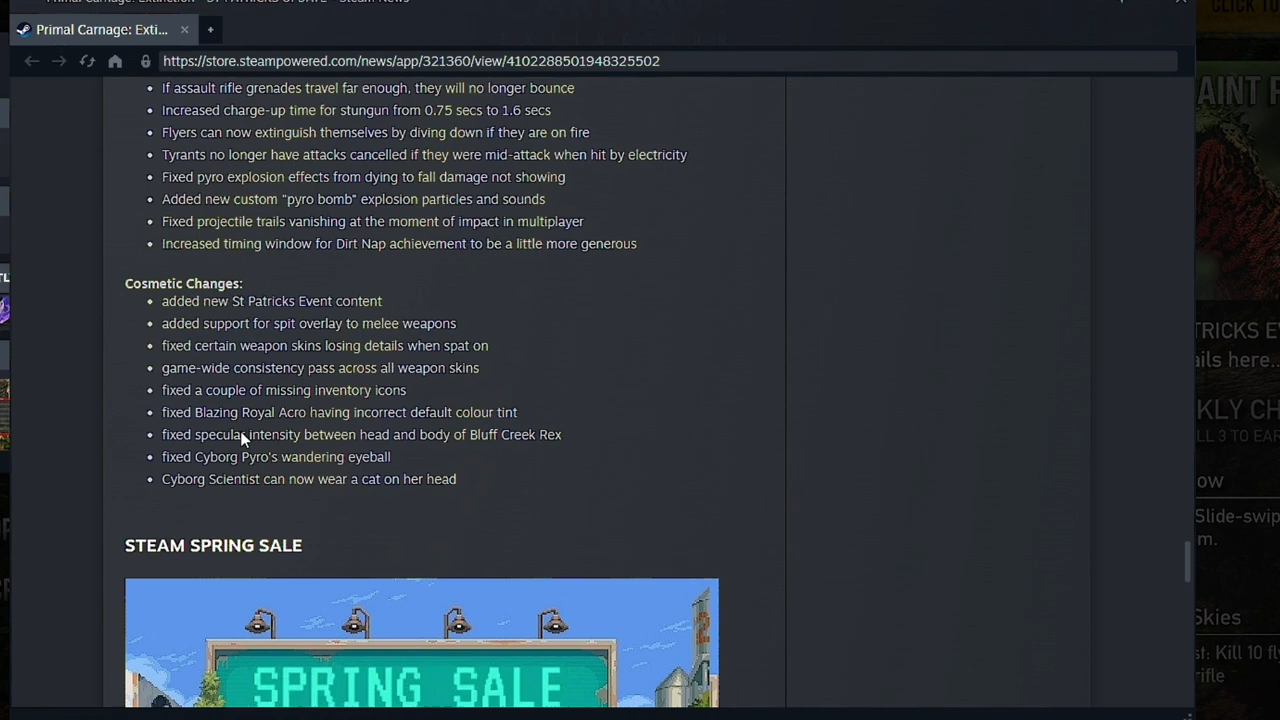 Primal Carnage: Exti...
https://store.steampowered.com/news/app/321360/view/4102288501948325502
If assault rifle grenades travel far enough, they will no longer bounce
Increased charge-up time for stungun from 0.75 secs to 1.6 secs
Flyers can now extinguish themselves by diving down if they are on fire
Tyrants no longer have attacks cancelled if they were mid-attack when hit by electricity
Fixed pyro explosion effects from dying to fall damage not showing
Added new custom "pyro bomb" explosion particles and sounds
Fixed projectile trails vanishing at the moment of impact in multiplayer
Increased timing window for Dirt Nap achievement to be a little more generous
Cosmetic Changes:
added new St Patricks Event content
added support for spit overlay to melee weapons
fixed certain weapon skins losing details when spat on
game-wide consistency pass across all weapon skins
fixed a couple of missing inventory icons
fixed Blazing Royal Acro having incorrect default colour tint
fixed specular intensity between head and body of Bluff Creek Rex
fixed Cyborg Pyro's wandering eyeball
Cyborg Scientist can now wear a cat on her head
STEAM SPRING SALE
SPRING SALE
AINT
TRICKS
ails here..
KLY CH
LL 3 TO EAR
ow
Slide-swip
m.
Skies
st: Kill 10 fl
rifle